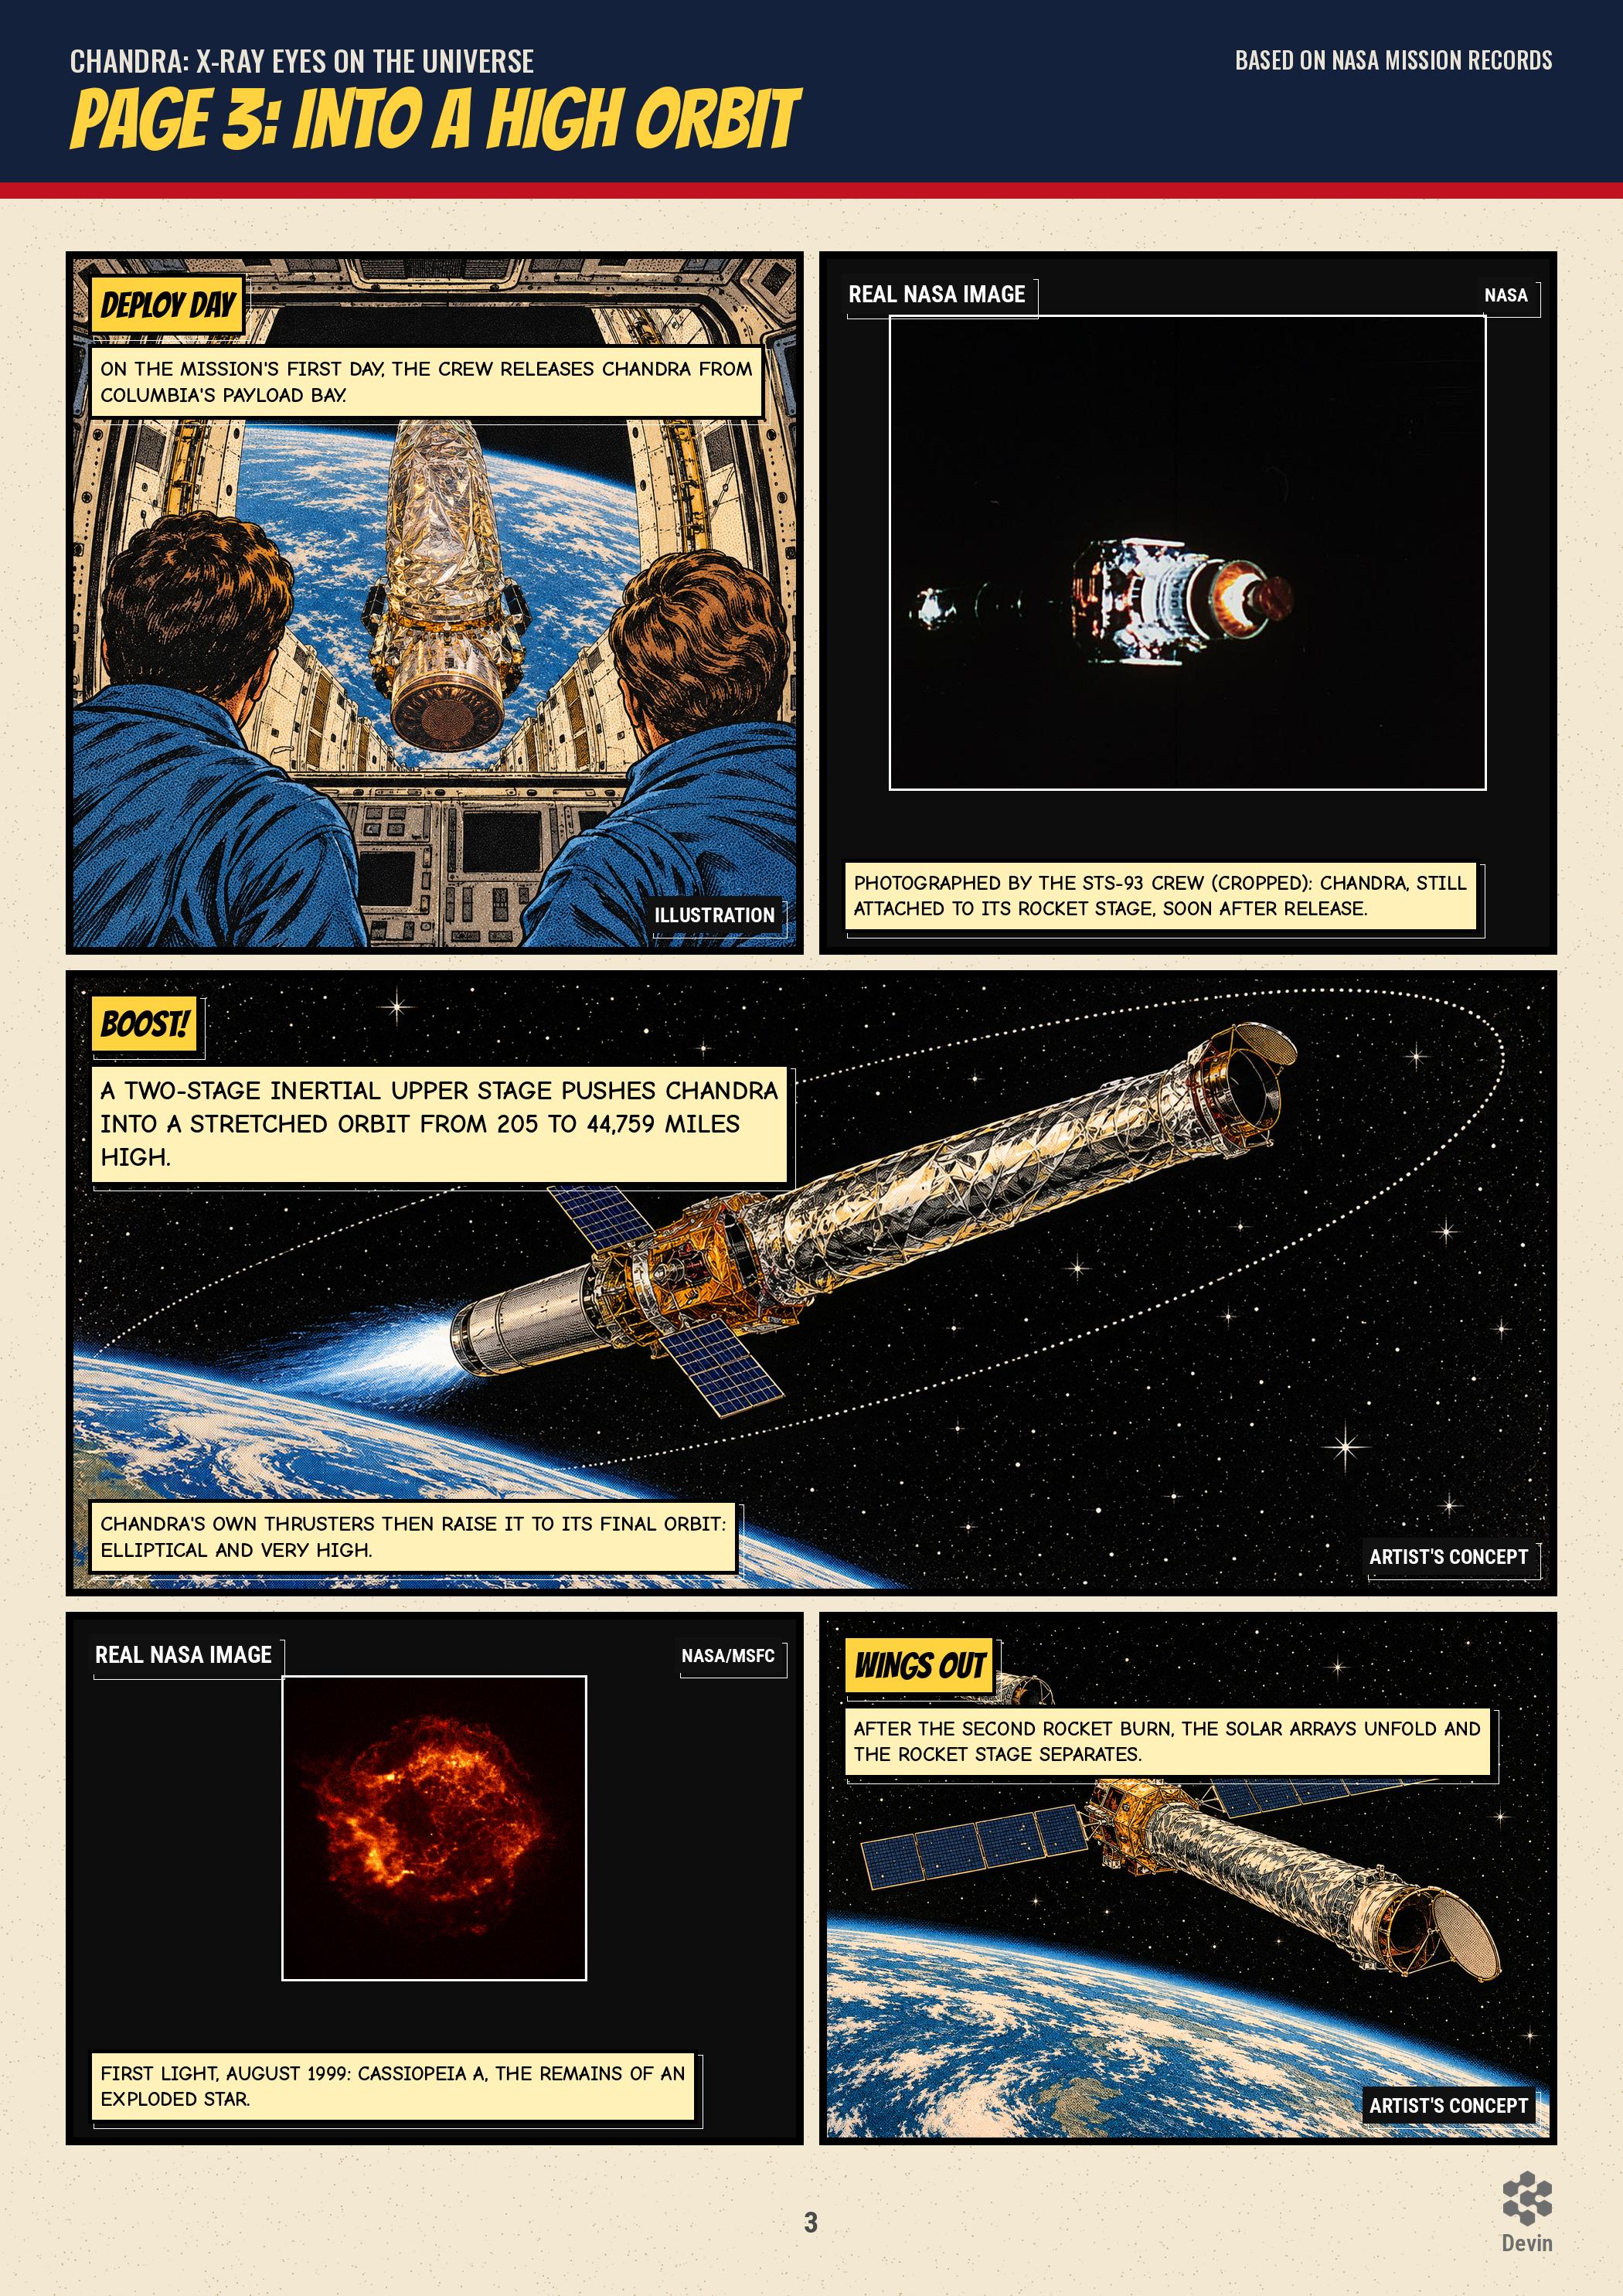 CHANDRA: X-RAY EYES ON THE UNIVERSE
BASED ON NASA MISSION RECORDS
PAGE 3: INTO A HIGH ORBIT
DEPLOY DAY
ON THE MISSION'S FIRST DAY, THE CREW RELEASES CHANDRA FROM
COLUMBIA'S PAYLOAD BAY.
ILLUSTRATION
REAL NASA IMAGE
NASA
PHOTOGRAPHED BY THE STS-93 CREW (CROPPED): CHANDRA, STILL
ATTACHED TO ITS ROCKET STAGE, SOON AFTER RELEASE.
BOOST!
A TWO-STAGE INERTIAL UPPER STAGE PUSHES CHANDRA
INTO A STRETCHED ORBIT FROM 205 TO 44,759 MILES
HIGH.
CHANDRA'S OWN THRUSTERS THEN RAISE IT TO ITS FINAL ORBIT:
ELLIPTICAL AND VERY HIGH.
ARTIST'S CONCEPT
REAL NASA IMAGE
NASA/MSFC
FIRST LIGHT, AUGUST 1999: CASSIOPEIA A, THE REMAINS OF AN
EXPLODED STAR.
WINGS OUT
AFTER THE SECOND ROCKET BURN, THE SOLAR ARRAYS UNFOLD AND
THE ROCKET STAGE SEPARATES.
ARTIST'S CONCEPT
3
Devin